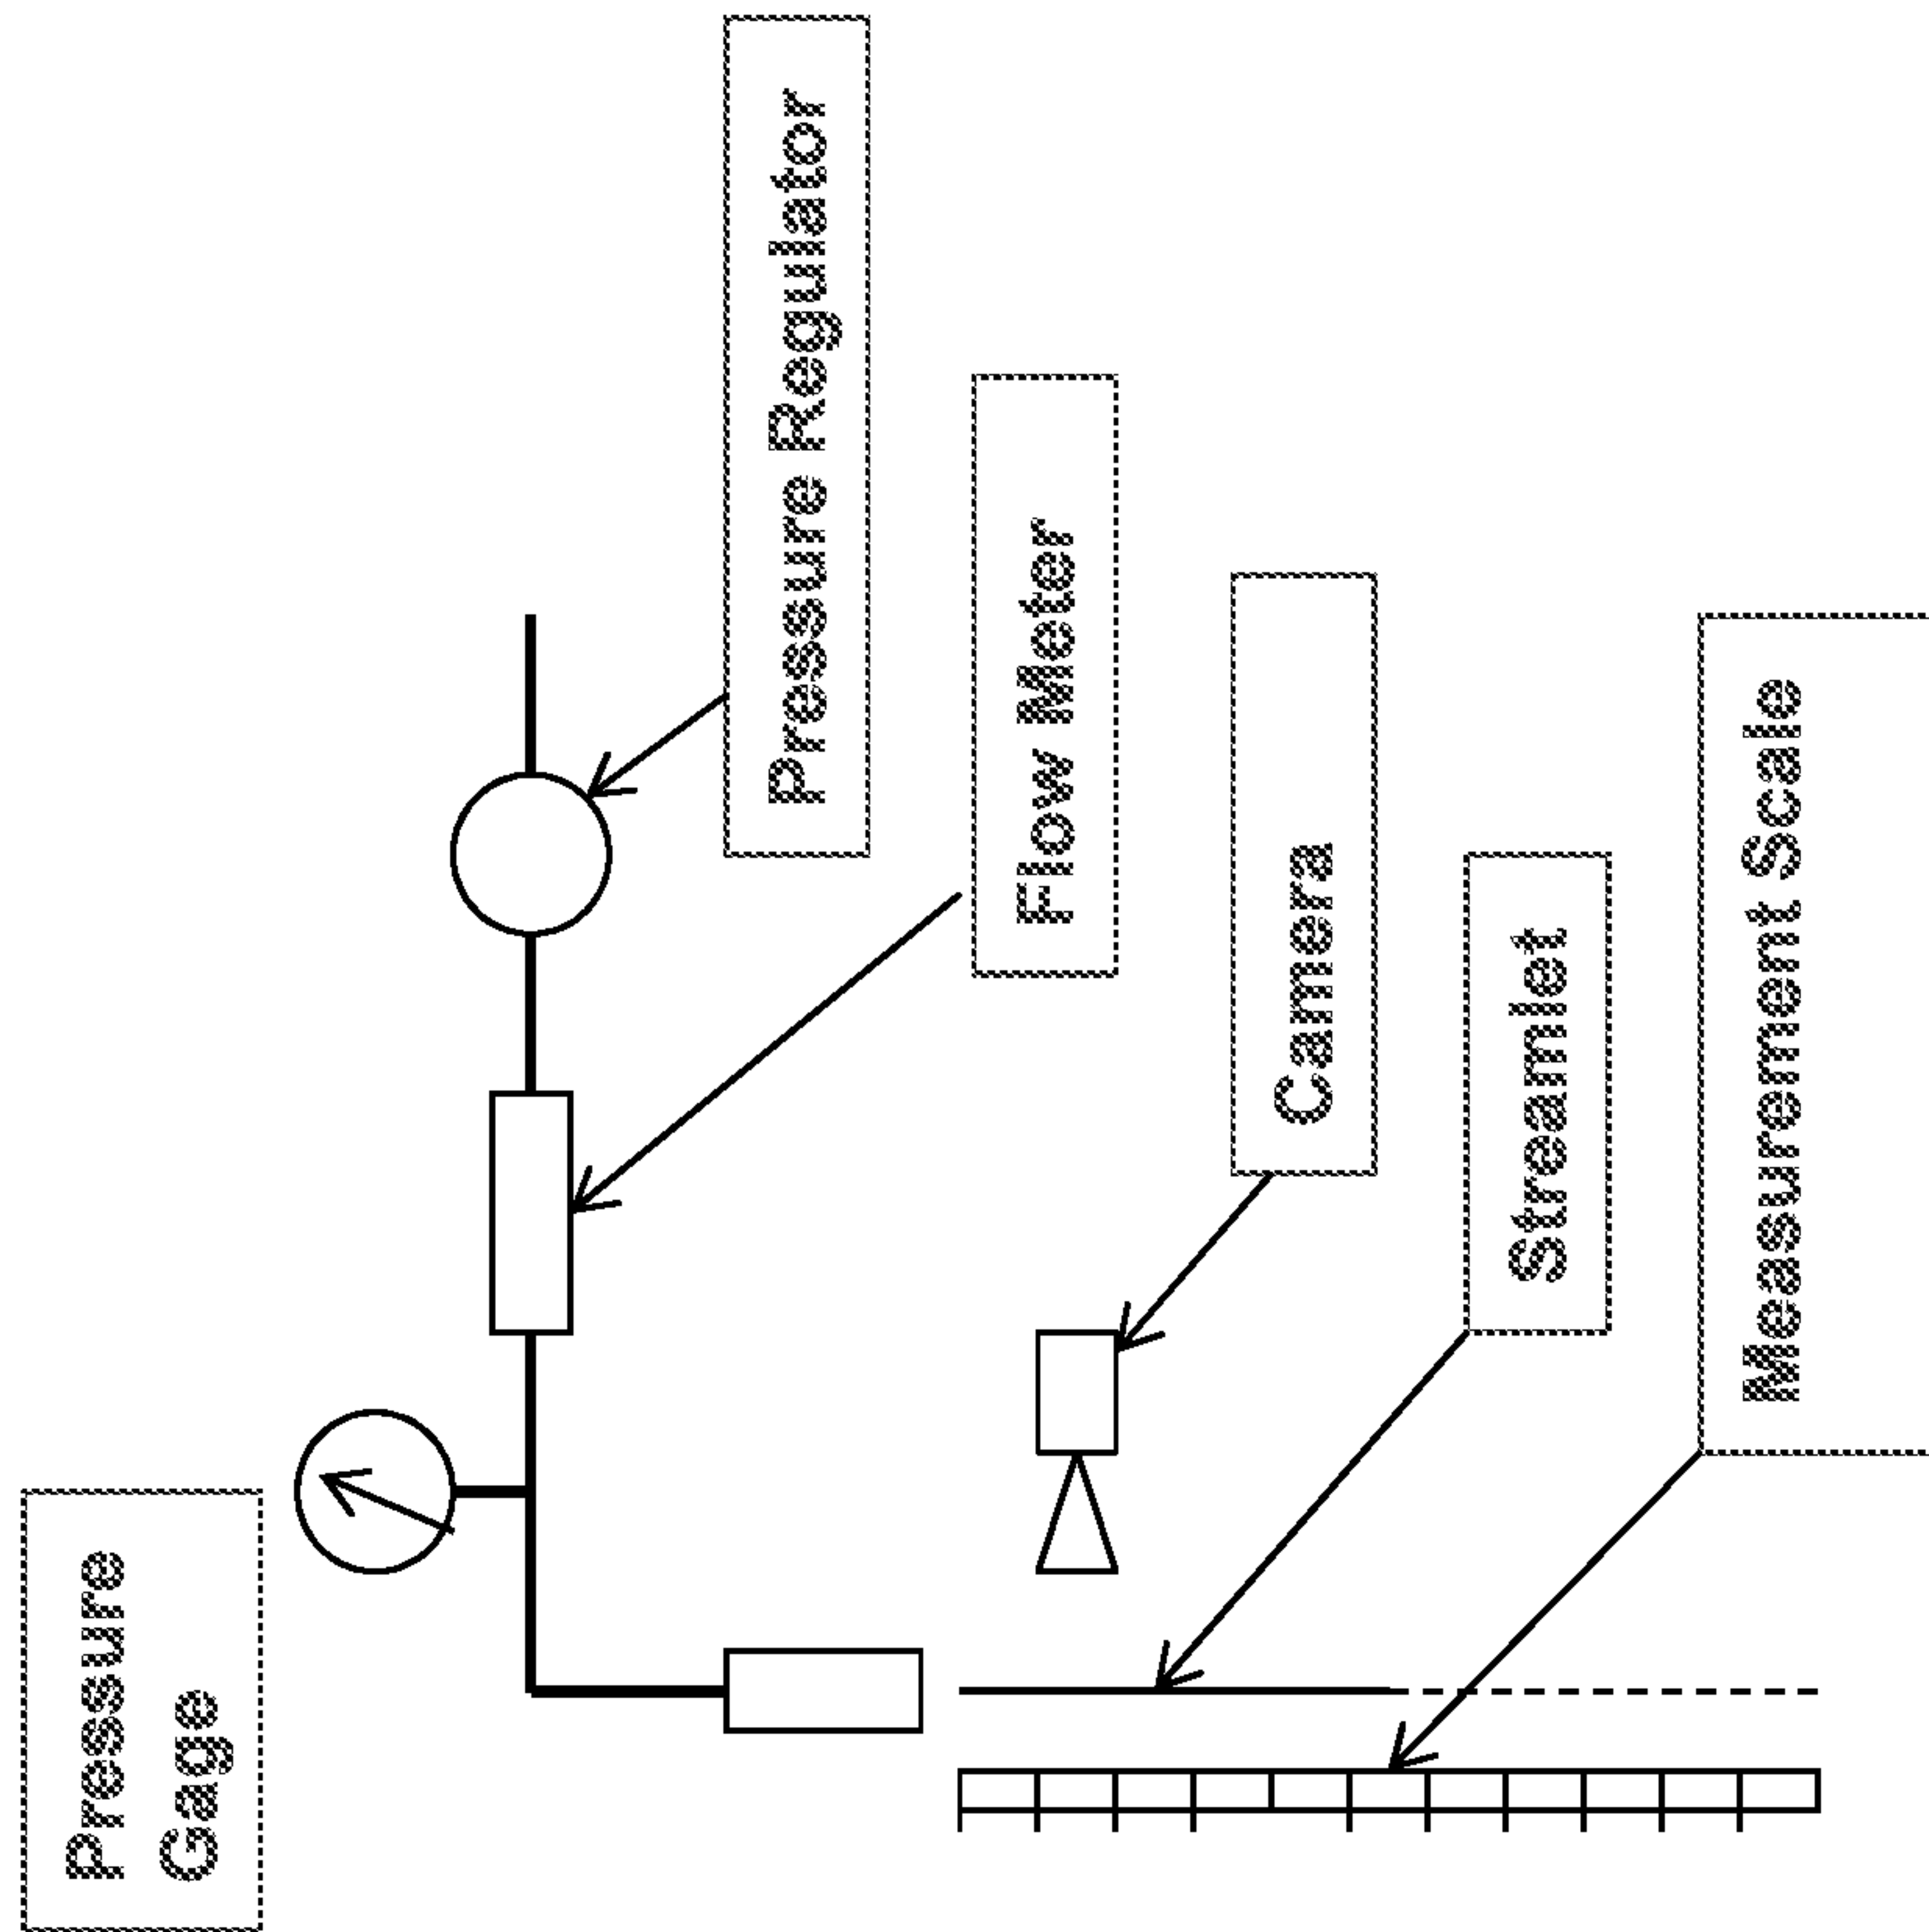 Pressure
Gage
Pressure Regulator
Flow Meter
Camera
Streamlet
Measurement Scale